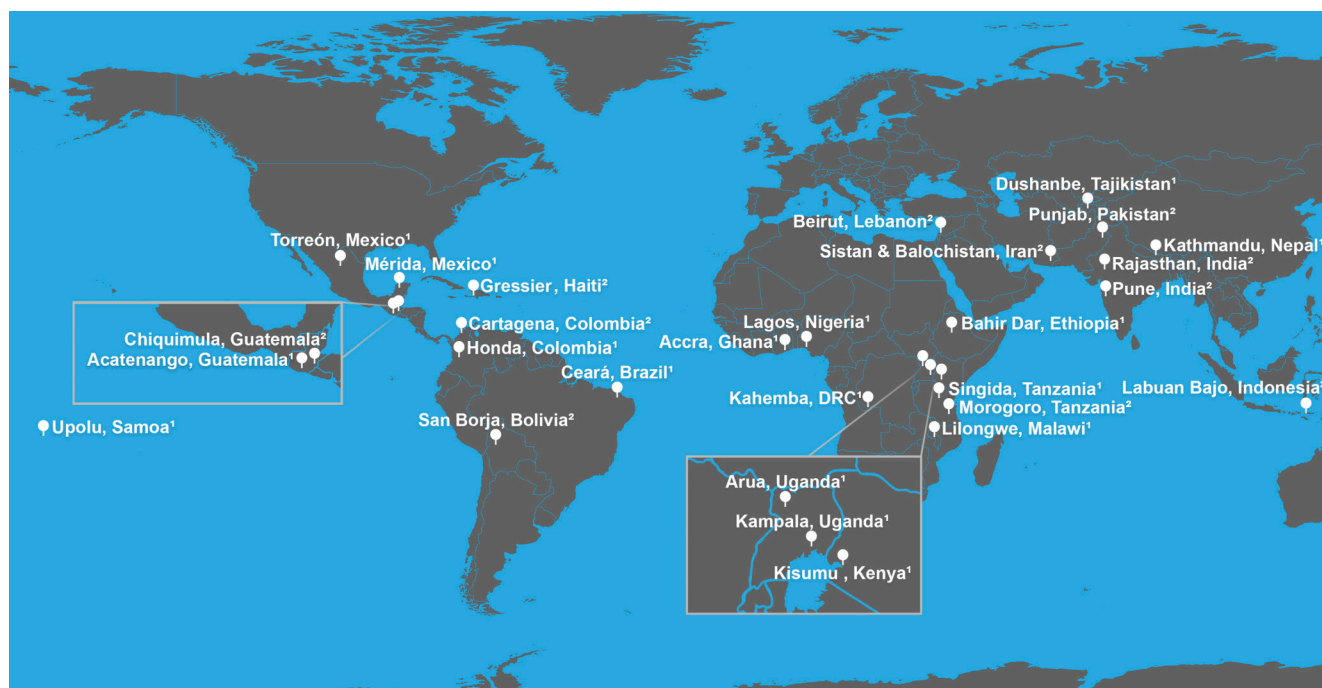 Dushanbe, Tajikistan¹
Punjab, Pakistan²
Beirut, Lebanon²
Torreón, Mexico¹
Kathmandu, Nepal¹
Sistan & Balochistan, Iran²
Mérida, Mexico¹
Rajasthan, India²
Gressier, Haiti²
Pune, India²
Cartagena, Colombia²
Lagos, Nigeria¹
Bahir Dar, Ethiopia¹
Chiquimula, Guatemala²
Accra, Ghana¹
Honda, Colombia¹
Acatenango, Guatemala¹
Ceará, Brazil¹
Singida, Tanzania¹
Labuan Bajo, Indonesia²
Kahemba, DRC¹
Morogoro, Tanzania²
San Borja, Bolivia²
Upolu, Samoa¹
Lilongwe, Malawi¹
Arua, Uganda¹
Kampala, Uganda¹
Kisumu , Kenya¹